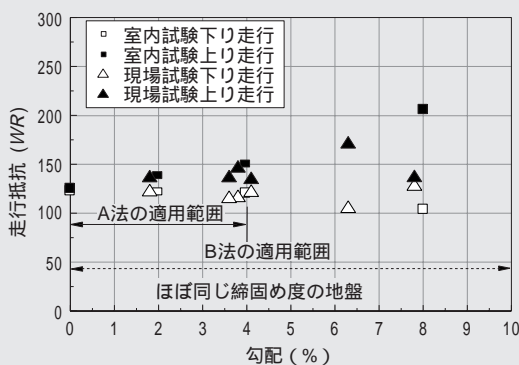 300
250
200
150
100
50
0
走行抵抗 (WR)
室内試験下り走行
室内試験上り走行
現場試験下り走行
現場試験上り走行
A法の適用範囲
B法の適用範囲
ほぼ同じ締固め度の地盤
0 1 2 3 4 5 6 7 8 9 10
勾配（%）